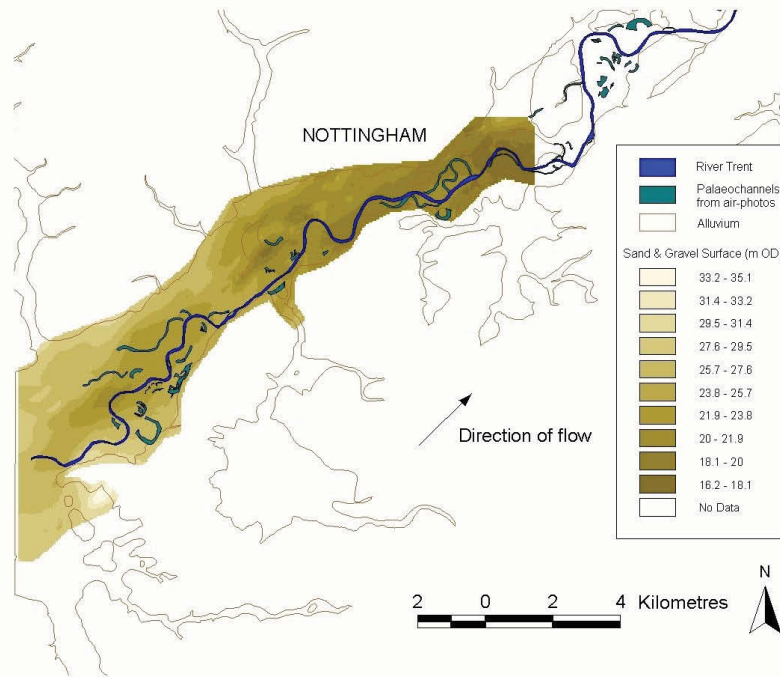 NOTTINGHAM
River Trent
Palaeochannels
from air-photos
Alluvium
Sand & Gravel Surface (m OD
33.2 - 35.1
31.4 - 33.2
29.5 - 31.4
27.6 - 29.5
25.7 - 27.6
23.8 - 25.7
21.9 - 23.8
20 - 21.9
18.1 - 20
16.2 - 18.1
No Data
Direction of flow
2 0 2 4 Kilometres
N